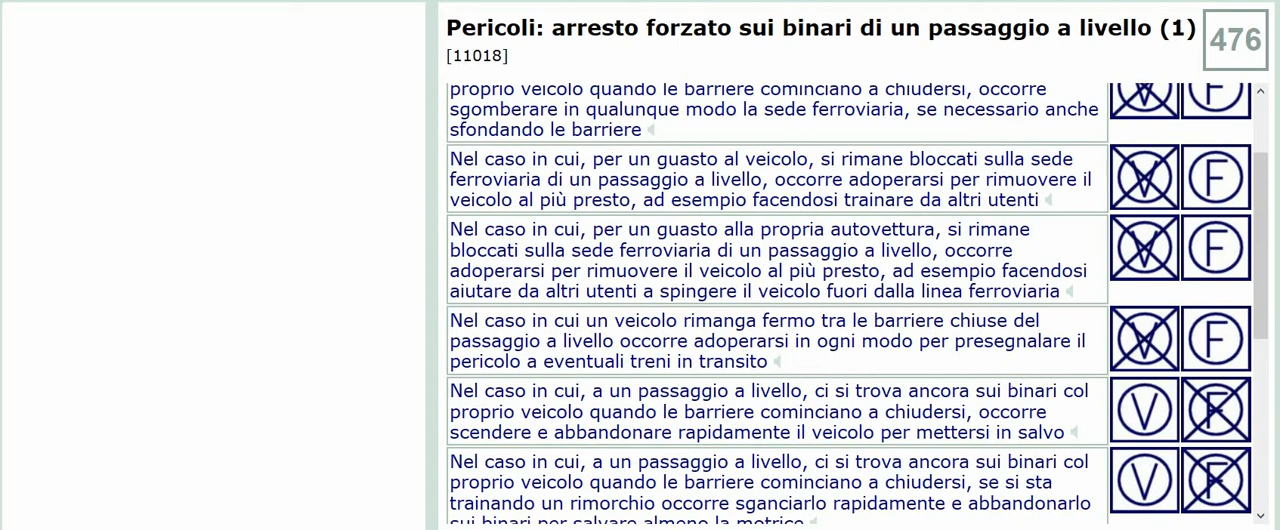 Pericoli: arresto forzato sui binari di un passaggio a livello (1)
476
[11018]
proprio veicolo quando le barriere cominciano a chiudersi, occorre
sgomberare in qualunque modo la sede ferroviaria, se necessario anche
sfondando le barriere
V F
Nel caso in cui, per un guasto al veicolo, si rimane bloccati sulla sede
ferroviaria di un passaggio a livello, occorre adoperarsi per rimuovere il
veicolo al più presto, ad esempio facendosi trainare da altri utenti
V F
Nel caso in cui, per un guasto alla propria autovettura, si rimane
bloccati sulla sede ferroviaria di un passaggio a livello, occorre
adoperarsi per rimuovere il veicolo al più presto, ad esempio facendosi
aiutare da altri utenti a spingere il veicolo fuori dalla linea ferroviaria
V F
Nel caso in cui un veicolo rimanga fermo tra le barriere chiuse del
passaggio a livello occorre adoperarsi in ogni modo per presegnalare il
pericolo a eventuali treni in transito
V F
Nel caso in cui, a un passaggio a livello, ci si trova ancora sui binari col
proprio veicolo quando le barriere cominciano a chiudersi, occorre
scendere e abbandonare rapidamente il veicolo per mettersi in salvo
V F
Nel caso in cui, a un passaggio a livello, ci si trova ancora sui binari col
proprio veicolo quando le barriere cominciano a chiudersi, se si sta
trainando un rimorchio occorre sganciarlo rapidamente e abbandonarlo
sui binari per salvare almeno la motrice
V F